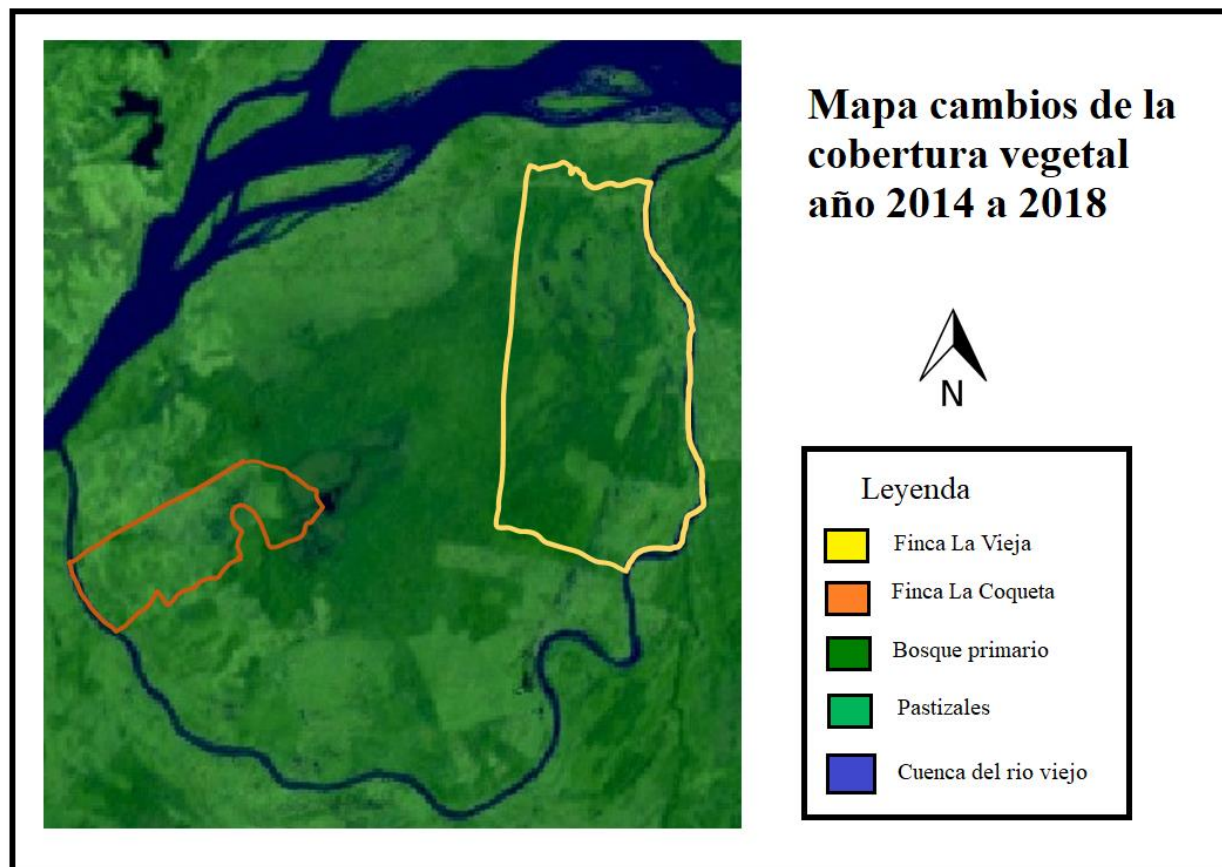 Mapa cambios de la
cobertura vegetal
año 2014 a 2018
N
Leyenda
Finca La Vieja
Finca La Coqueta
Bosque primario
Pastizales
Cuenca del rio viejo